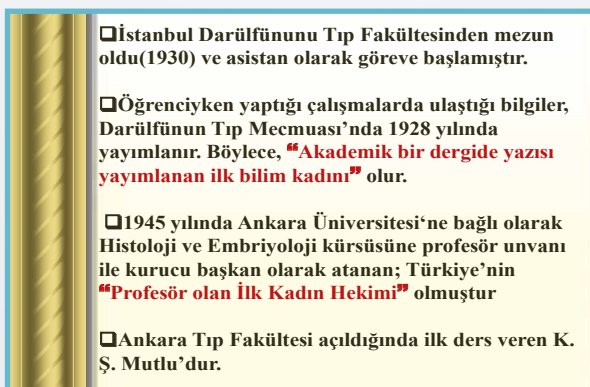 ❑İstanbul Darülfünunu Tıp Fakültesinden mezun
oldu(1930) ve asistan olarak göreve başlamıştır.
❑Öğrenciyken yaptığı çalışmalarda ulaştığı bilgiler,
Darülfünun Tıp Mecmuası’nda 1928 yılında
yayımlanır. Böylece, “Akademik bir dergide yazısı
yayımlanan ilk bilim kadını” olur.
❑1945 yılında Ankara Üniversitesi‘ne bağlı olarak
Histoloji ve Embriyoloji kürsüsüne profesör unvanı
ile kurucu başkan olarak atanan; Türkiye’nin
“Profesör olan İlk Kadın Hekimi” olmuştur
❑Ankara Tıp Fakültesi açıldığında ilk ders veren K.
Ş. Mutlu’dur.